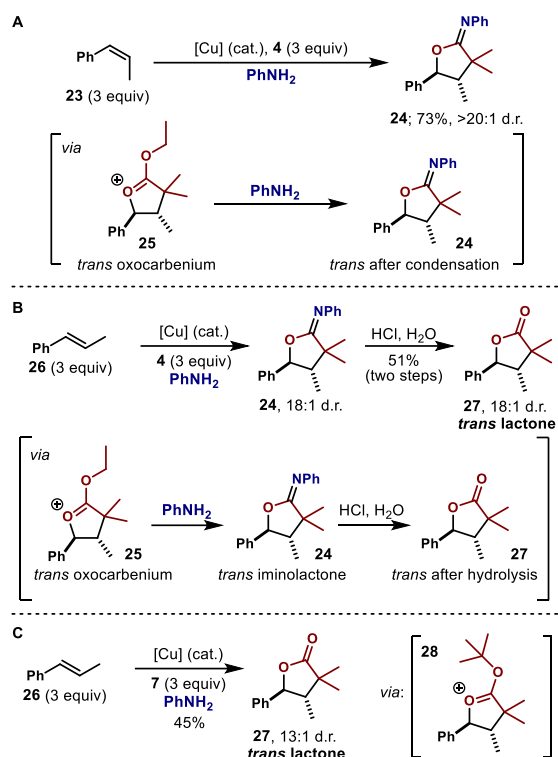 A
Ph
23 (3 equiv)
[Cu] (cat.), 4 (3 equiv)
PhNH2
NPh
O
Ph
24; 73%, >20:1 d.r.
via
O
⊕
O
Ph
25
trans oxocarbenium
PhNH2
NPh
O
Ph
24
trans after condensation
B
Ph
26 (3 equiv)
[Cu] (cat.)
4 (3 equiv)
PhNH2
NPh
O
Ph
24, 18:1 d.r.
HCl, H2O
51%
(two steps)
O
O
Ph
27, 18:1 d.r.
trans lactone
via
O
⊕
O
Ph
25
trans oxocarbenium
PhNH2
NPh
O
Ph
24
trans iminolactone
HCl, H2O
O
O
Ph
27
trans after hydrolysis
C
Ph
26 (3 equiv)
[Cu] (cat.)
7 (3 equiv)
PhNH2
45%
O
O
Ph
27, 13:1 d.r.
trans lactone
via:
28
O
⊕
O
Ph